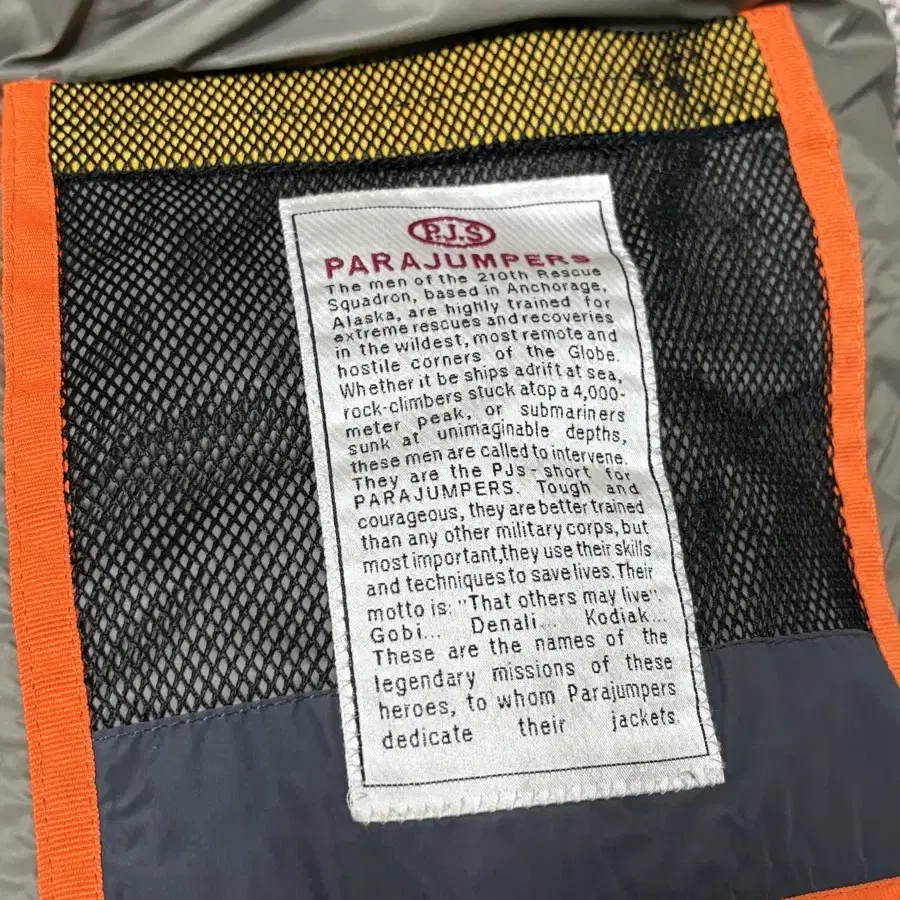 P.J.S
PARAJUMPERS
The men of the 210th Rescue
Squadron, based in Anchorage,
Alaska, are highly trained for
extreme rescues and recoveries
in the wildest, most remote and
hostile corners of the Globe.
Whether it be ships adrift at sea,
rock-climbers stuck atop a 4,000-
meter peak, or submariners
sunk at unimaginable depths,
these men are called to intervene.
They are the PJs - short for
PARAJUMPERS. Tough and
courageous, they are better trained
than any other military corps, but
most important,they use their skills
and techniques to save lives. Their
motto is: "That others may live".
Gobi... Denali... Kodiak...
These are the names of the
legendary missions of these
heroes, to whom Parajumpers
dedicate their jackets.